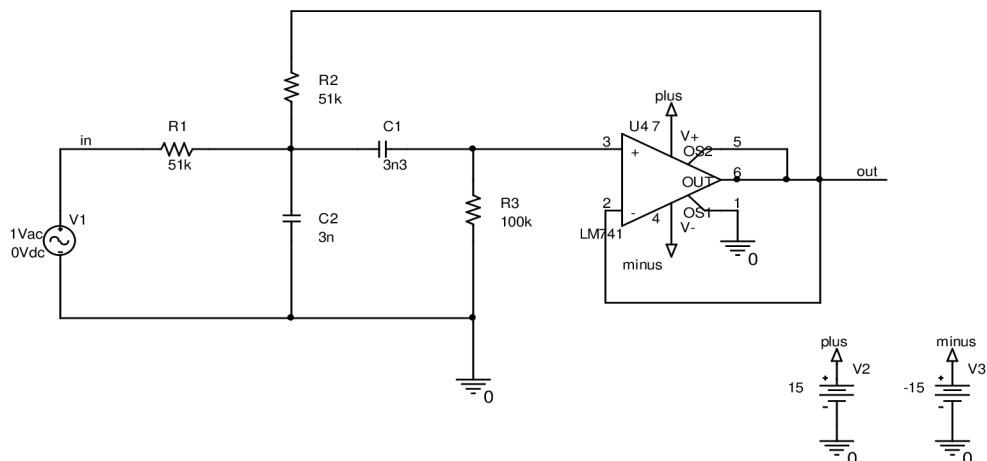 R2
51k
plus
R1
C1
U4 7
V+
in
3
5
OS2
+
51k
3n3
OUT
6
out
R3
100k
2
-
4
OS1
1
V1
C2
LM741
V-
1Vac
3n
0Vdc
+
-
minus
0
plus
minus
V2
V3
+
+
15
-15
0
-
-
0
0